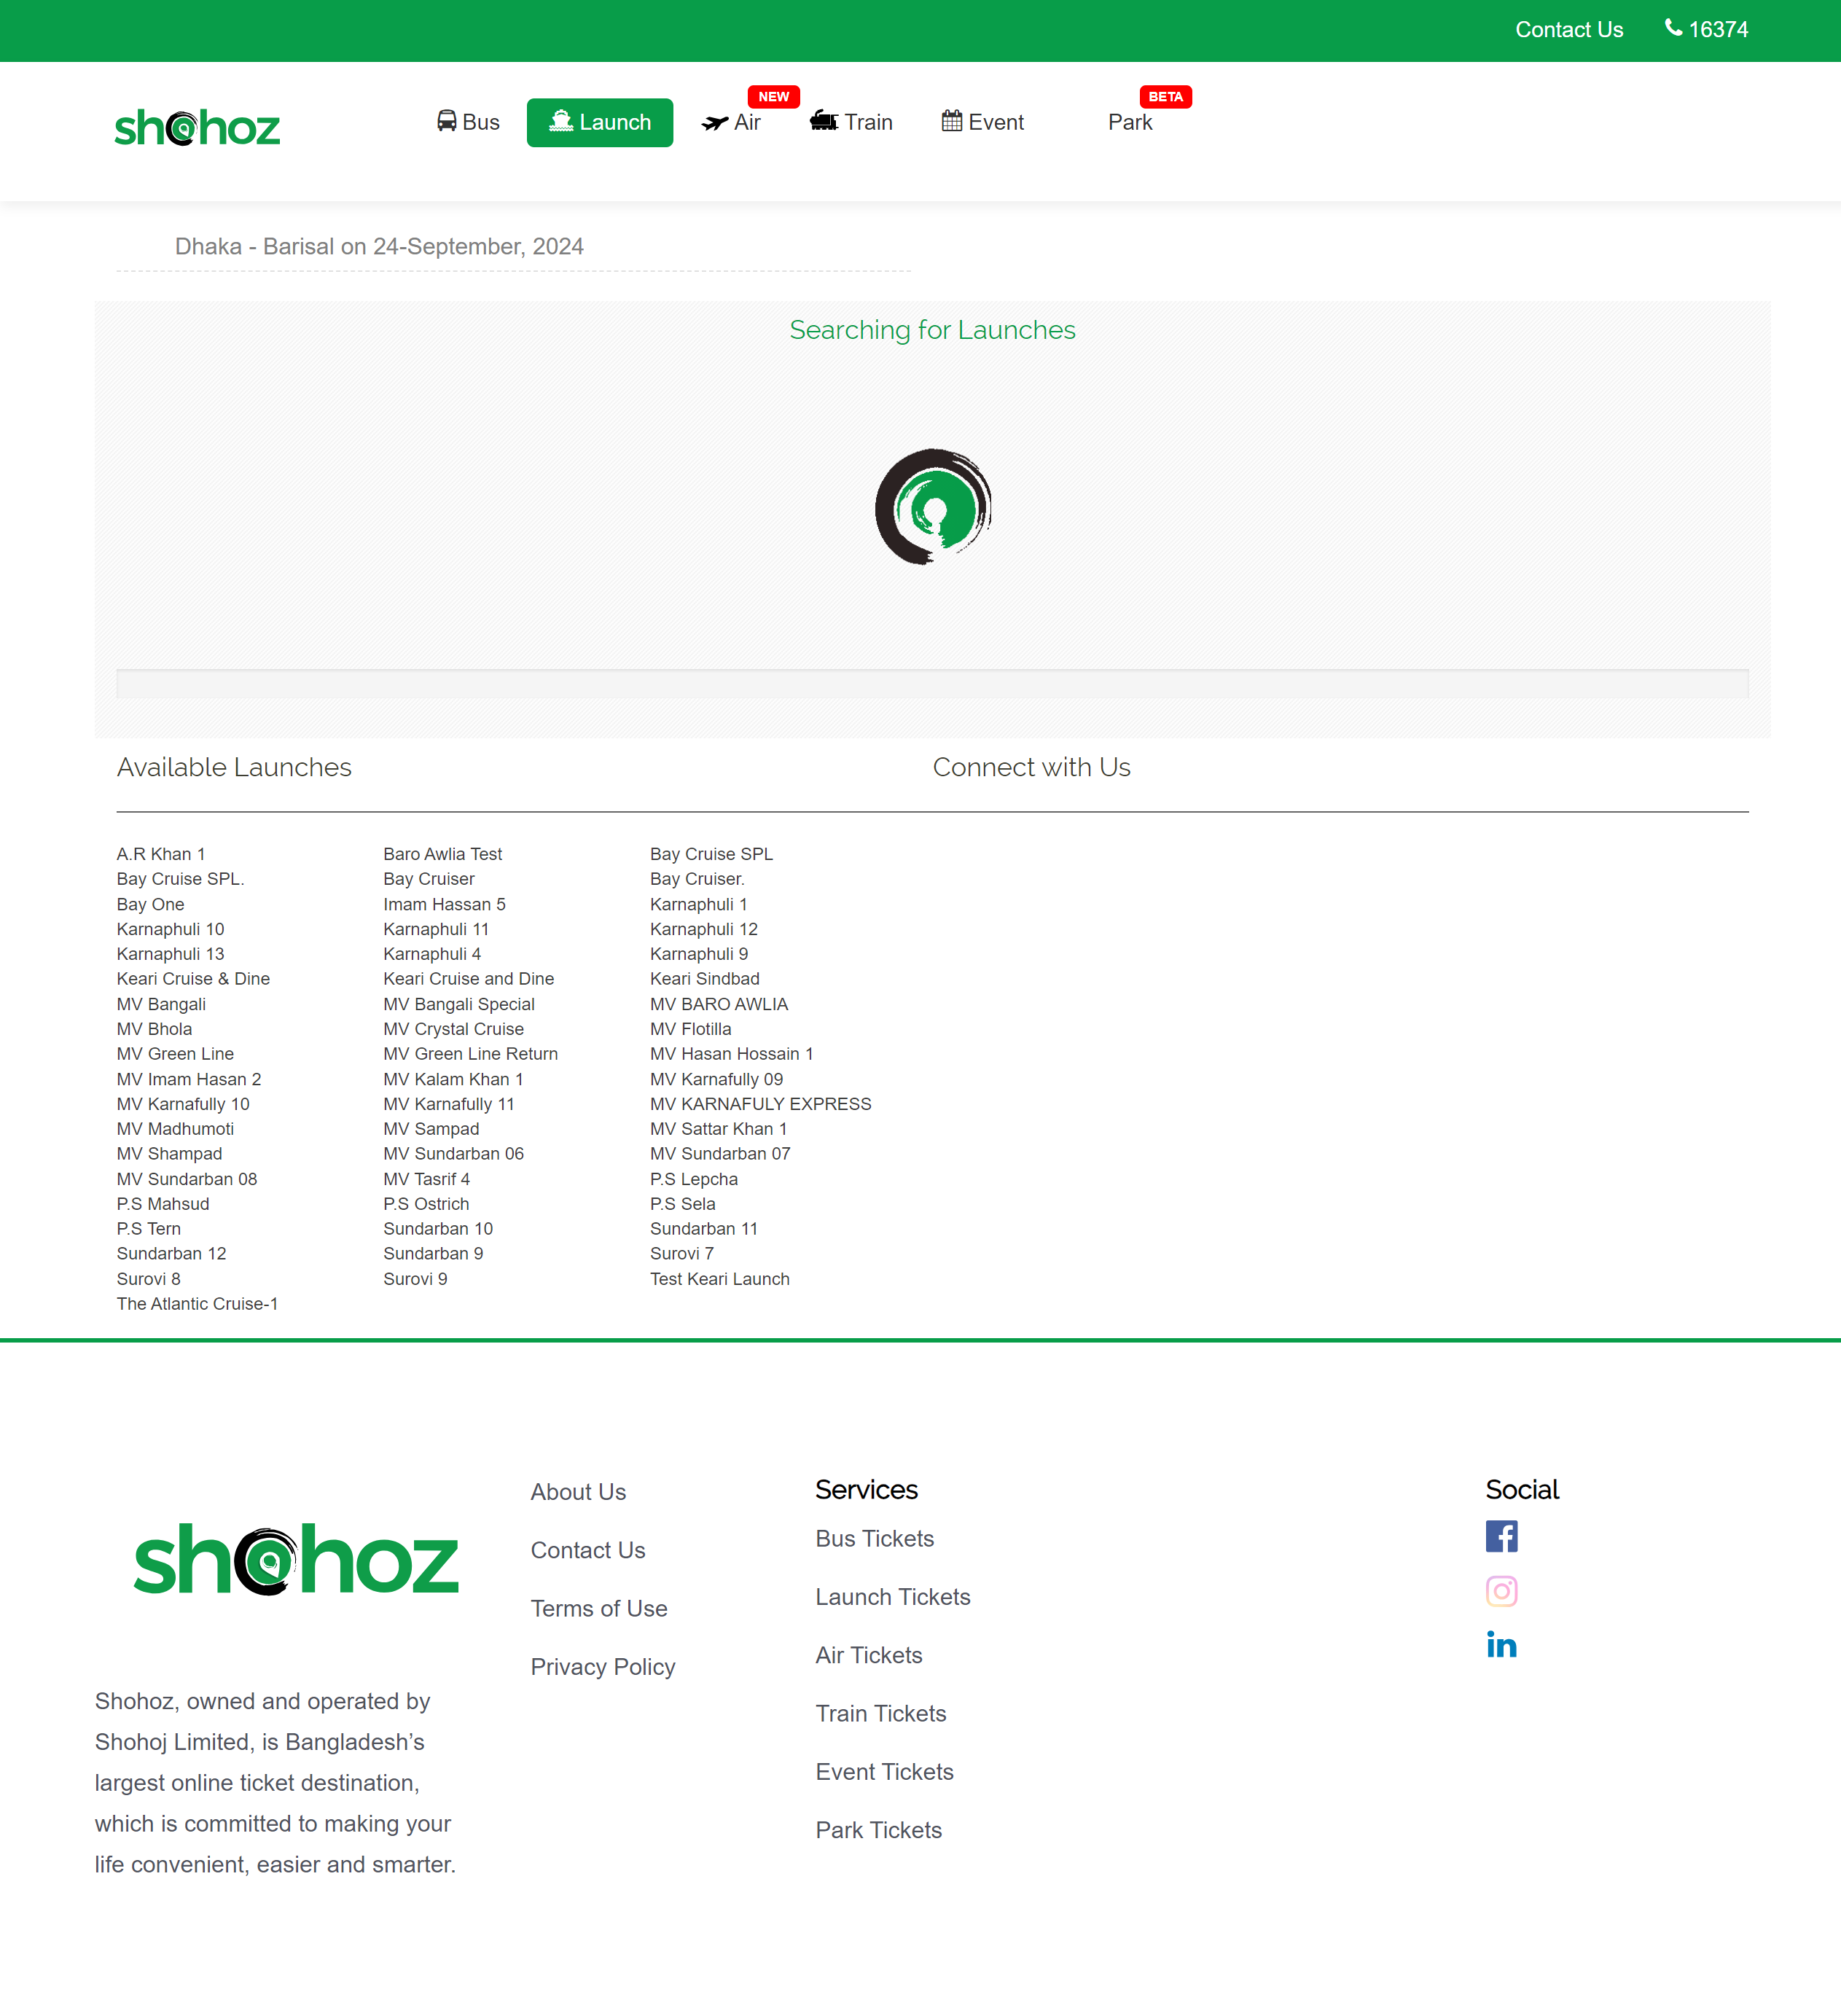 Contact Us 16374
shohoz
Bus
Launch
NEW
Air
Train
Event
BETA
Park
Dhaka - Barisal on 24-September, 2024
Searching for Launches
Available Launches
Connect with Us
A.R Khan 1 Baro Awlia Test Bay Cruise SPL
Bay Cruise SPL. Bay Cruiser Bay Cruiser.
Bay One Imam Hassan 5 Karnaphuli 1
Karnaphuli 10 Karnaphuli 11 Karnaphuli 12
Karnaphuli 13 Karnaphuli 4 Karnaphuli 9
Keari Cruise & Dine Keari Cruise and Dine Keari Sindbad
MV Bangali MV Bangali Special MV BARO AWLIA
MV Bhola MV Crystal Cruise MV Flotilla
MV Green Line MV Green Line Return MV Hasan Hossain 1
MV Imam Hasan 2 MV Kalam Khan 1 MV Karnafully 09
MV Karnafully 10 MV Karnafully 11 MV KARNAFULY EXPRESS
MV Madhumoti MV Sampad MV Sattar Khan 1
MV Shampad MV Sundarban 06 MV Sundarban 07
MV Sundarban 08 MV Tasrif 4 P.S Lepcha
P.S Mahsud P.S Ostrich P.S Sela
P.S Tern Sundarban 10 Sundarban 11
Sundarban 12 Sundarban 9 Surovi 7
Surovi 8 Surovi 9 Test Keari Launch
The Atlantic Cruise-1
shohoz
Shohoz, owned and operated by
Shohoj Limited, is Bangladesh’s
largest online ticket destination,
which is committed to making your
life convenient, easier and smarter.
About Us
Contact Us
Terms of Use
Privacy Policy
Services
Bus Tickets
Launch Tickets
Air Tickets
Train Tickets
Event Tickets
Park Tickets
Social